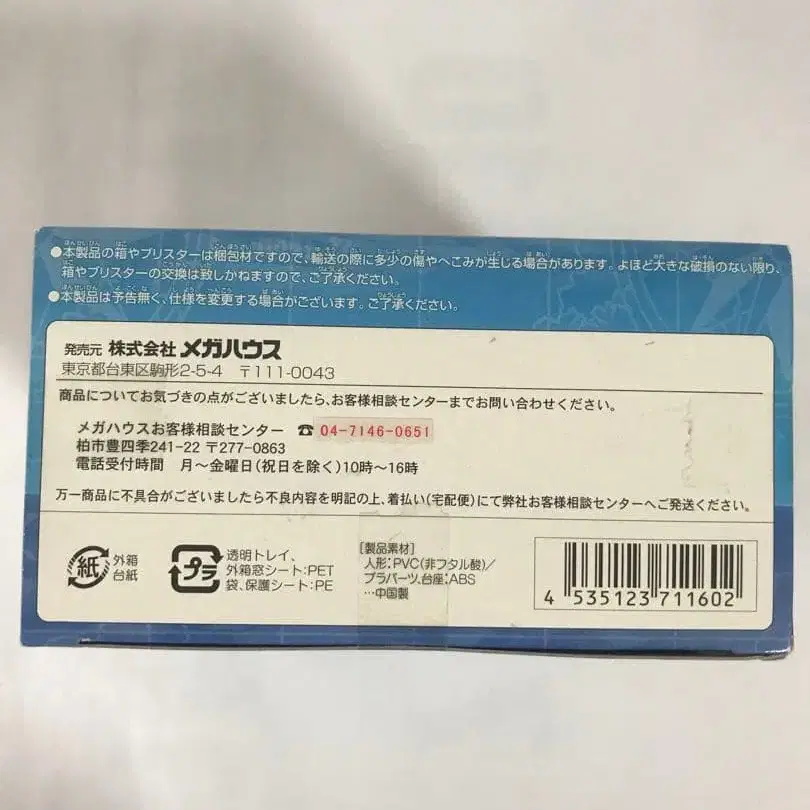 ●本製品の箱やブリスターは梱包材ですので、輸送の際に多少の傷やへこみが生じる場合があります。よほど大きな破損のない限り、
箱やブリスターの交換は致しかねますので、ご了承ください。
●本製品は予告無く、仕様を変更する場合がございます。ご了承ください。
発売元 株式会社 メガハウス
東京都台東区駒形2-5-4 〒111-0043
商品についてお気づきの点がございましたら、お客様相談センターまでお問い合わせください。
メガハウスお客様相談センター ☎ 04-7146-0651
柏市豊四季241-22 〒277-0863
電話受付時間 月～金曜日(祝日を除く)10時～16時
万一商品に不具合がございましたら不良内容を明記の上、着払い(宅配便)にて弊社お客様相談センターへご発送ください。
紙 外箱
台紙
プラ 透明トレイ、
外箱窓シート:PET
袋、保護シート:PE
[製品素材]
人形:PVC(非フタル酸)/
プラパーツ、台座:ABS
…中国製
4 535123 711602